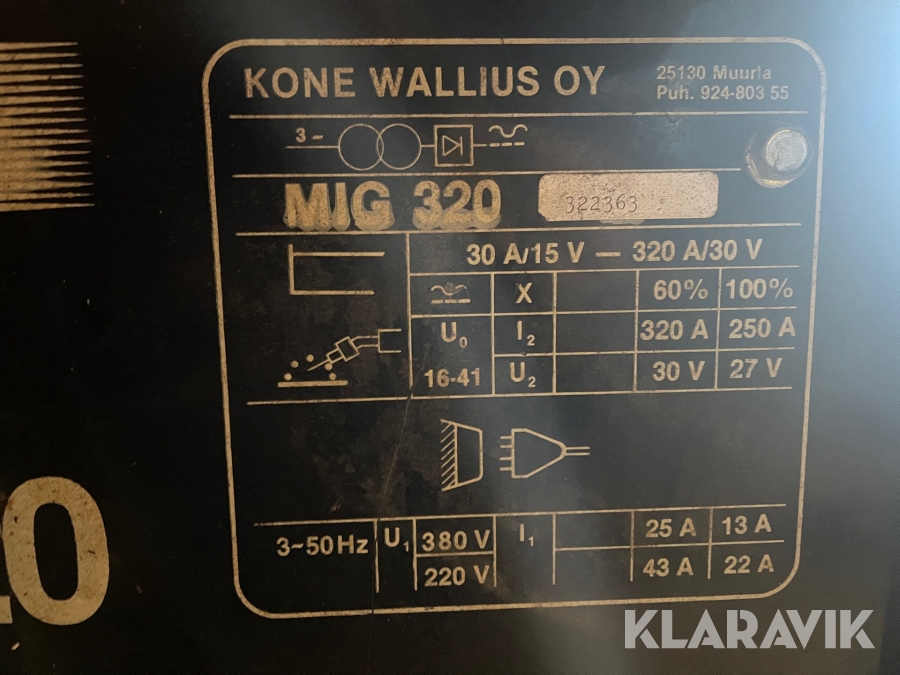 KONE WALLIUS OY
25130 Muurla
Puh. 924-803 55
3~
MIG 320
322363
30 A/15 V — 320 A/30 V
X 60% 100%
U₀ I₂ 320 A 250 A
16-41 U₂ 30 V 27 V
3~50Hz U₁ 380 V I₁ 25 A 13 A
220 V 43 A 22 A
KLARAVIK